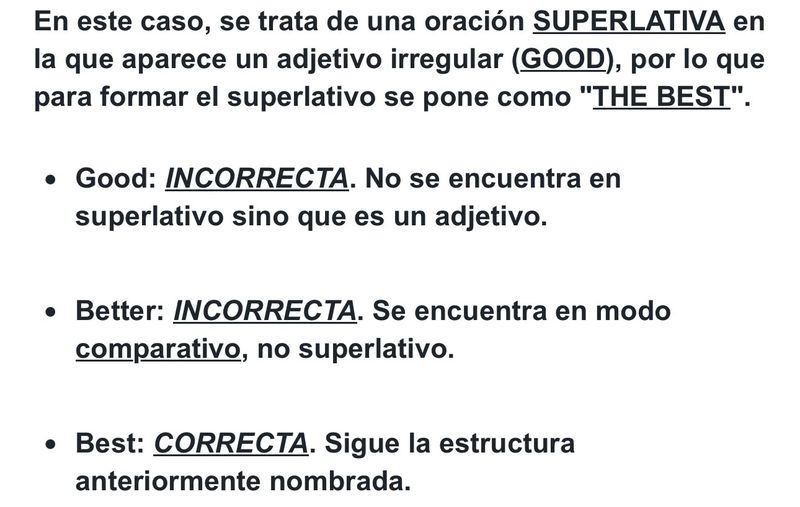 En este caso, se trata de una oración SUPERLATIVA en
la que aparece un adjetivo irregular (GOOD), por lo que
para formar el superlativo se pone como "THE BEST".
• Good: INCORRECTA. No se encuentra en
superlativo sino que es un adjetivo.
• Better: INCORRECTA. Se encuentra en modo
comparativo, no superlativo.
• Best: CORRECTA. Sigue la estructura
anteriormente nombrada.